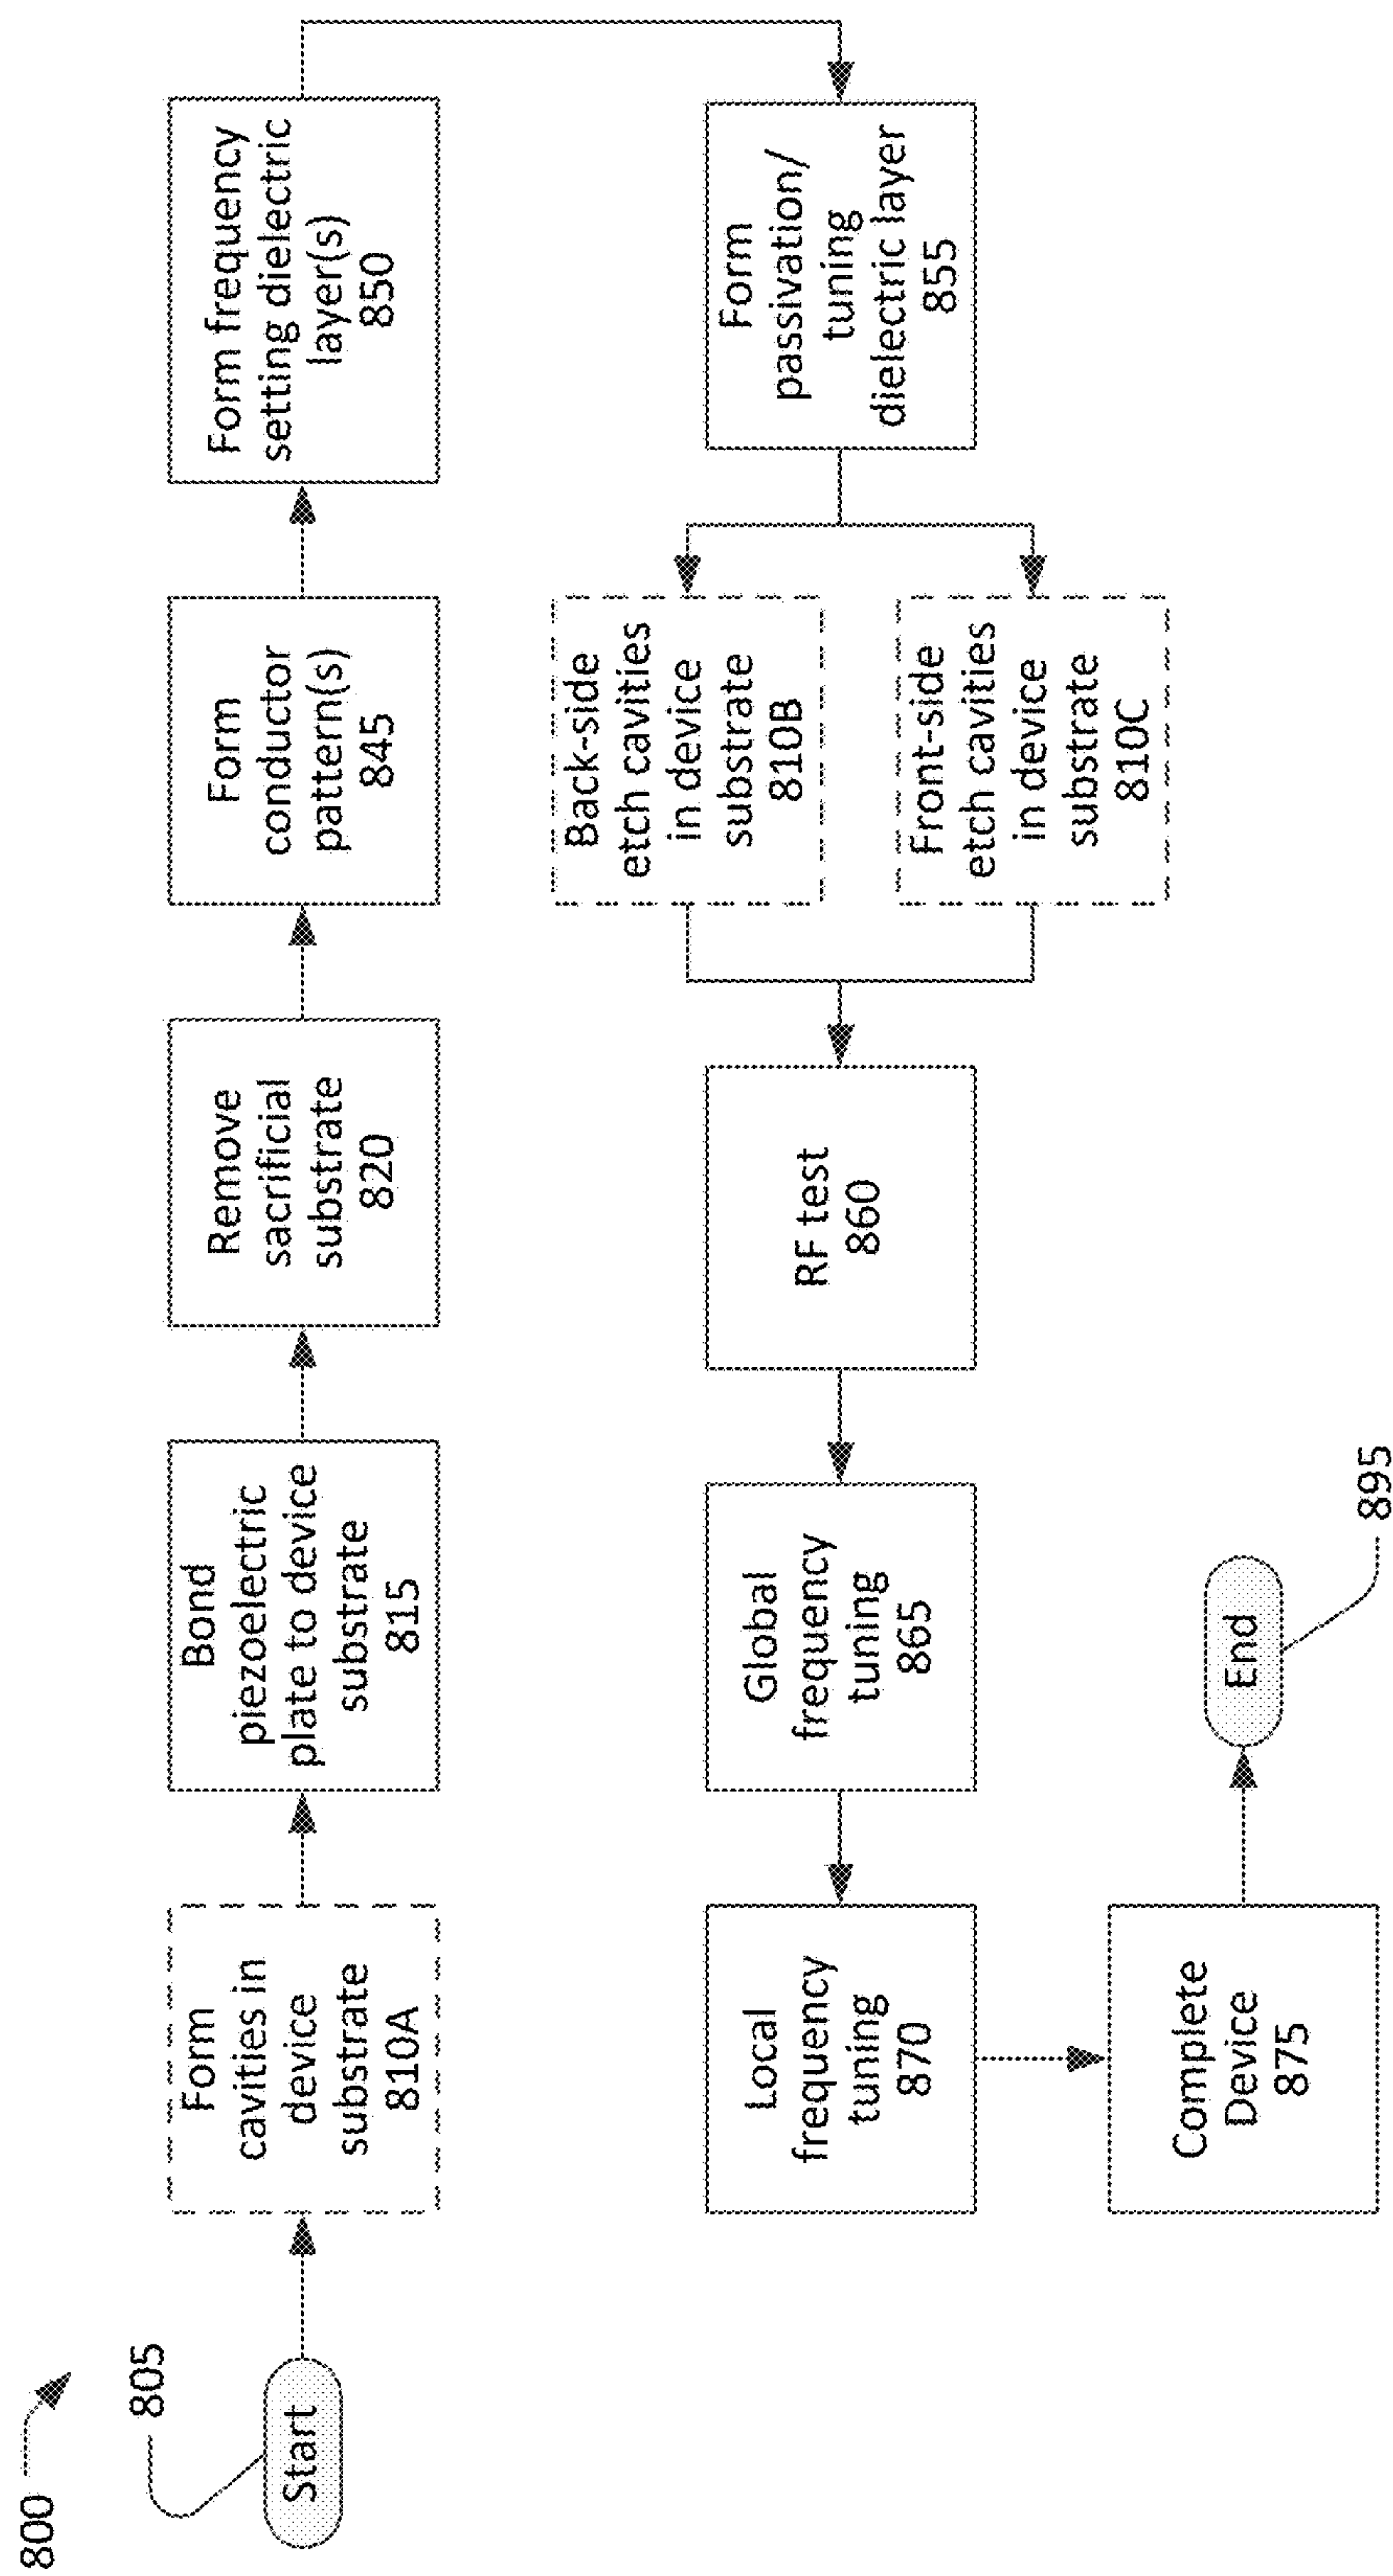 800
805
Start
Form
cavities in
device
substrate
810A
Bond
piezoelectric
plate to device
substrate
815
Remove
sacrificial
substrate
820
Form
conductor
pattern(s)
845
Form frequency
setting dielectric
layer(s)
850
Form
passivation/
tuning
dielectric layer
855
Back-side
etch cavities
in device
substrate
810B
Front-side
etch cavities
in device
substrate
810C
RF test
860
Global
frequency
tuning
865
Local
frequency
tuning
870
Complete
Device
875
End
895